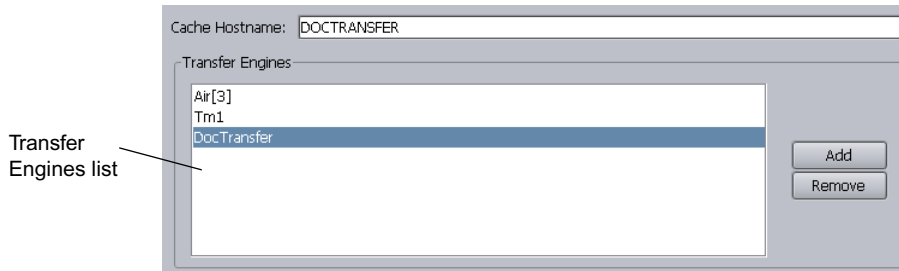 Cache Hostname: DOCTRANSFER
Transfer Engines
Air[3]
Tm1
DocTransfer
Transfer
Engines list
Add
Remove